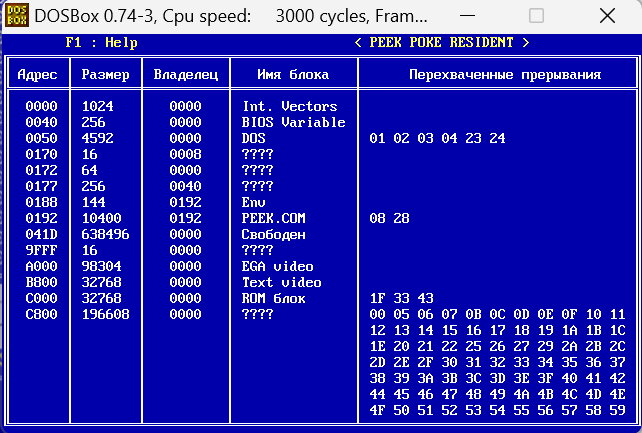 DOSBox 0.74-3, Cpu speed: 3000 cycles, Fram...
F1 : Help < PEEK POKE RESIDENT >
Адрес Размер Владелец Имя блока Перехваченные прерывания
0000 1024 0000 Int. Vectors
0040 256 0000 BIOS Variable
0050 4592 0000 DOS 01 02 03 04 23 24
0170 16 0008 ????
0172 64 0000 ????
0177 256 0040 ????
0188 144 0192 Env
0192 10400 0192 PEEK.COM 08 28
041D 638496 0000 Свободен
9FFF 16 0000 ????
A000 98304 0000 EGA video
B800 32768 0000 Text video
C000 32768 0000 ROM блок 1F 33 43
C800 196608 0000 ???? 00 05 06 07 0B 0C 0D 0E 0F 10 11
12 13 14 15 16 17 18 19 1A 1B 1C
1E 20 21 22 25 26 27 29 2A 2B 2C
2D 2E 2F 30 31 32 33 34 35 36 37
38 39 3A 3B 3C 3D 3E 3F 40 41 42
44 45 46 47 48 49 4A 4B 4C 4D 4E
4F 50 51 52 53 54 55 56 57 58 59